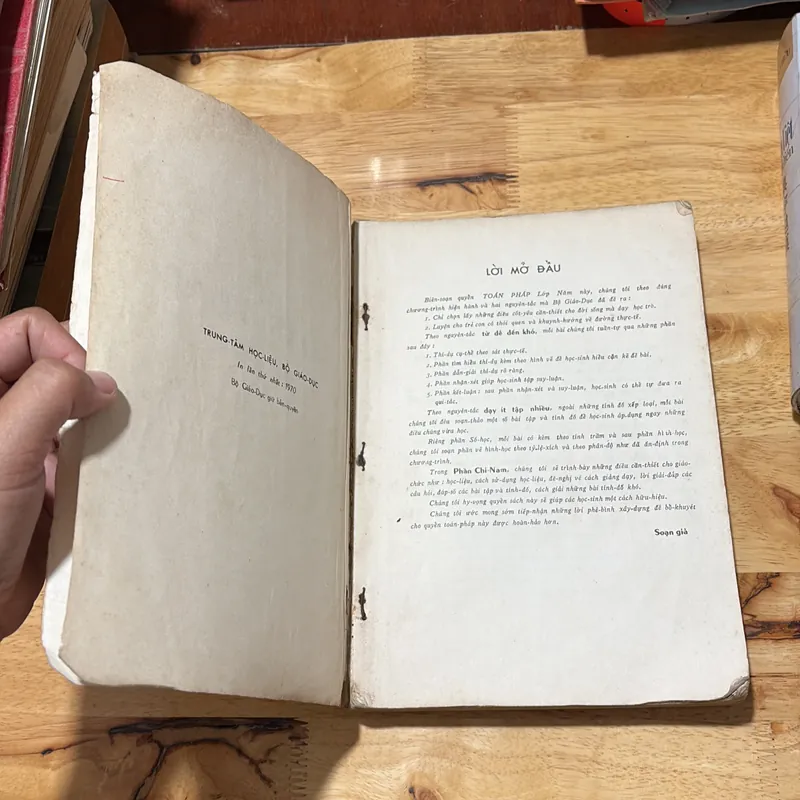 TRUNG-TÂM HỌC-LIỆU, BỘ GIÁO-DỤC
In lần thứ nhất : 1970
Bộ Giáo-Dục giữ bản-quyền
LỜI MỞ ĐẦU
Biên-soạn quyển TOÁN PHÁP Lớp Năm này, chúng tôi theo đúng
chương-trình hiện hành và hai nguyên-tắc mà Bộ Giáo-Dục đã đề ra :
1. Chỉ chọn lấy những điều cốt-yếu cần-thiết cho đời sống mà dạy học trò.
2. Luyện cho trẻ con có thói quen và khuynh-hướng về đường thực-tế.
Theo nguyên-tắc từ dễ đến khó, mỗi bài chúng tôi tuần-tự qua những phần
sau đây :
1. Thí-dụ cụ-thể theo sát thực-tế.
2. Phần tìm hiểu thí-dụ kèm theo hình vẽ để học-sinh hiểu cặn kẽ đề bài.
3. Phần dẫn-giải thí-dụ rõ ràng.
4. Phần nhận-xét giúp học-sinh tập suy-luận.
5. Phần kết-luận : sau phần nhận-xét và suy-luận, học-sinh có thể tự đưa ra
qui-tắc.
Theo nguyên-tắc dạy ít tập nhiều, ngoài những tính đố xếp loại, mỗi bài
chúng tôi đều soạn-thảo một số bài tập và tính đố để học-sinh áp-dụng ngay những
điều chúng vừa học.
Riêng phần Số-học, mỗi bài có kèm theo tính trầm và sau phần hình-học,
chúng tôi soạn phần vẽ hình-học theo tỷ-lệ-xích và theo phân-độ như đã ấn-định trong
chương-trình.
Trong Phần Chỉ-Nam, chúng tôi sẽ trình-bày những điều cần-thiết cho giáo-
chức như : học-liệu, cách sử-dụng học-liệu, đề-nghị về cách giảng dạy, lời giải-đáp các
câu hỏi, đáp-số các bài tập và tính-đố, cách giải những bài tính-đố khó.
Chúng tôi hy-vọng quyển sách này sẽ giúp các học-sinh một cách hữu-hiệu.
Chúng tôi ước mong sớm tiếp-nhận những lời phê-bình xây-dựng để bổ-khuyết
cho quyển toán-pháp này được hoàn-hảo hơn.
Soạn giả